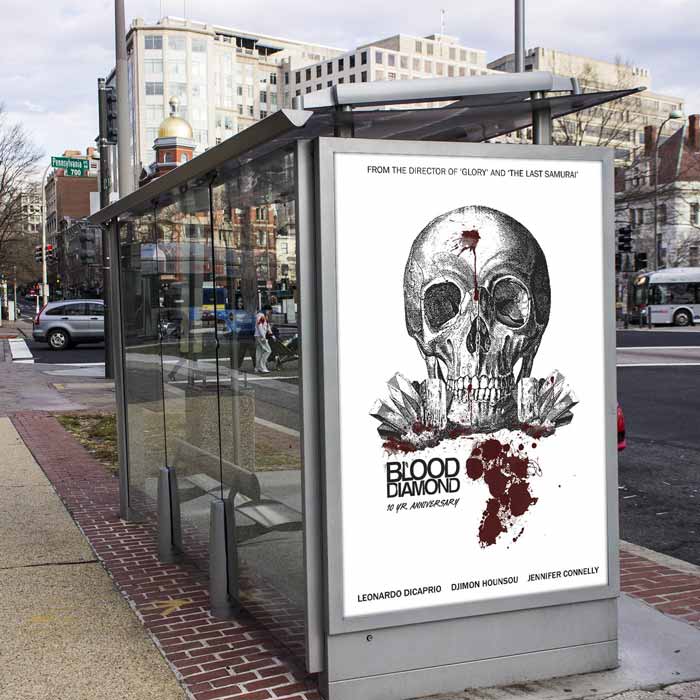 Pennsylvania
700
FROM THE DIRECTOR OF 'GLORY' AND 'THE LAST SAMURAI'
BLOOD
DIAMOND
10 YR. ANNIVERSARY
LEONARDO DICAPRIO DJIMON HOUNSOU JENNIFER CONNELLY